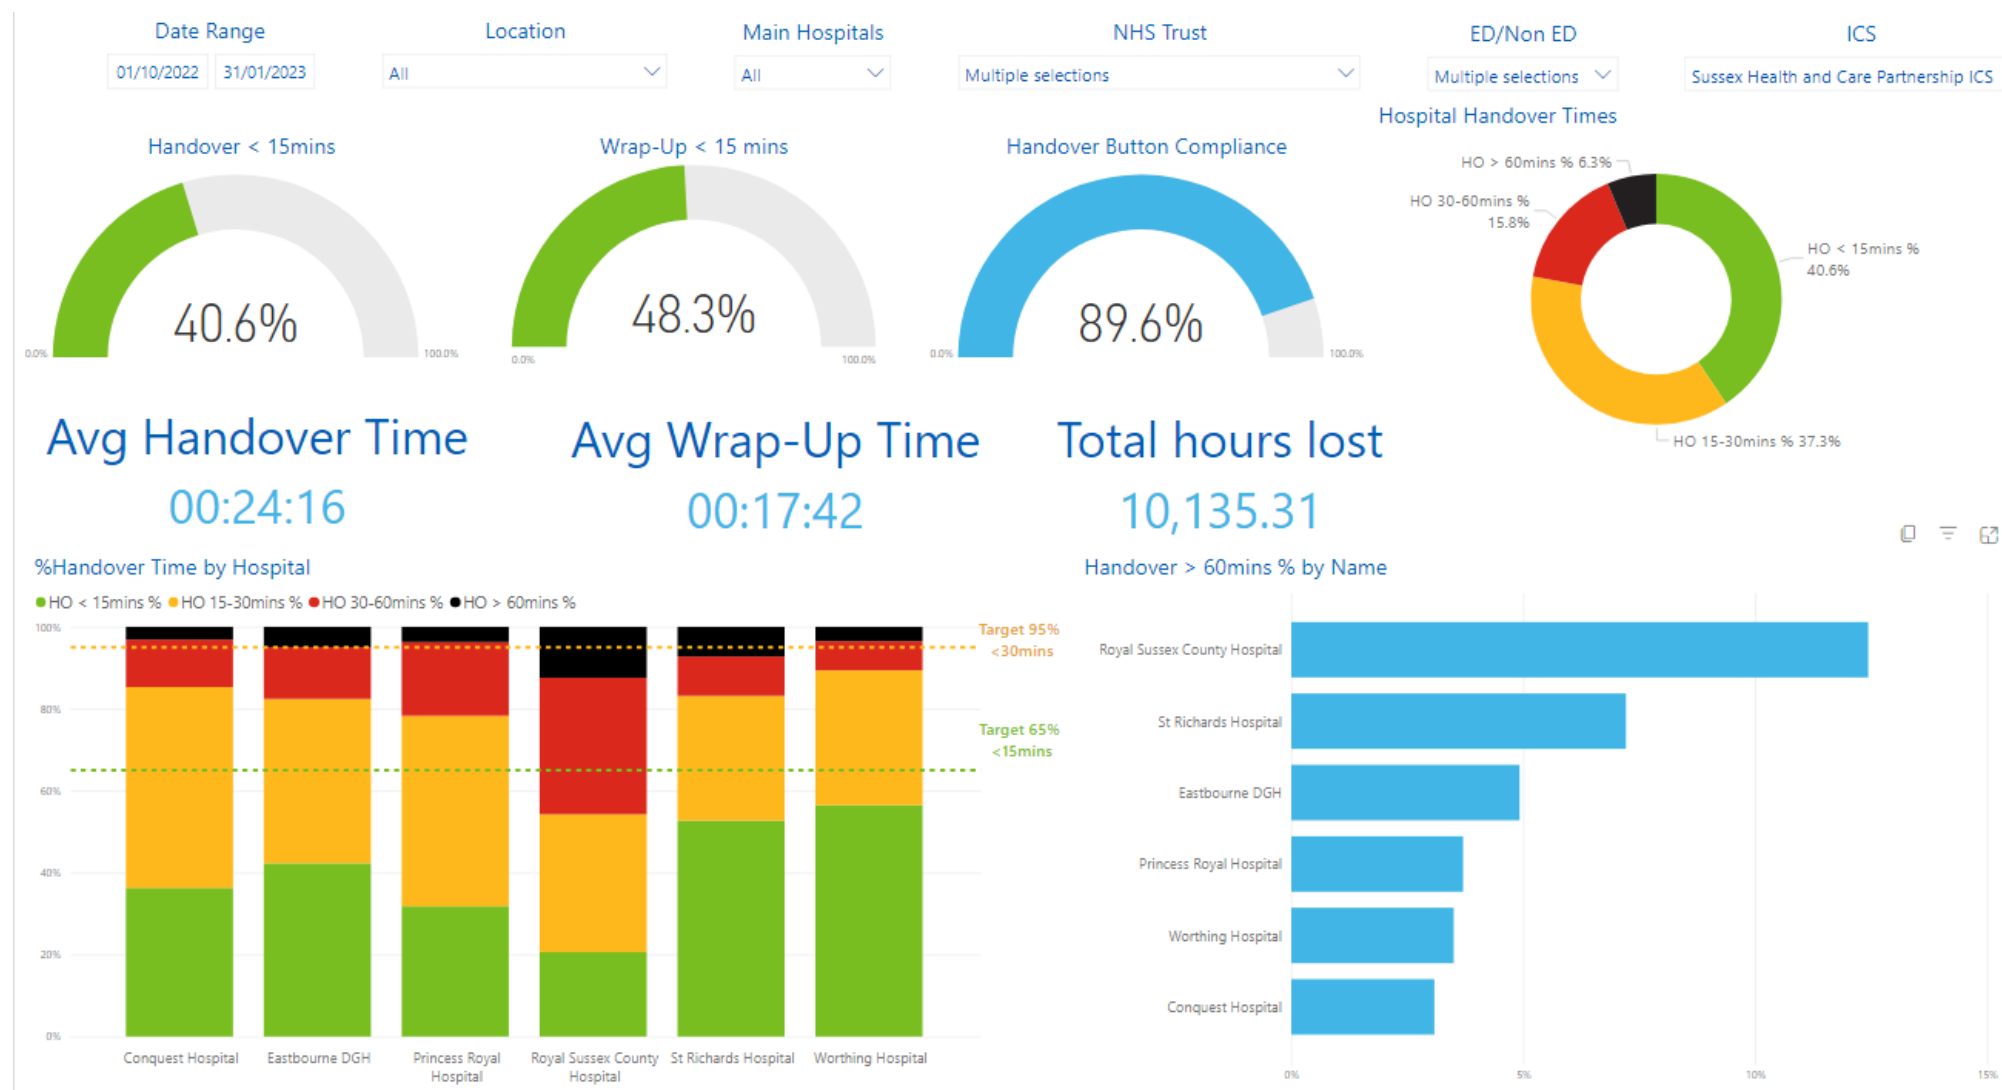 Date Range
Location
Main Hospitals
NHS Trust
ED/Non ED
ICS
01/10/2022 31/01/2023
All
All
Multiple selections
Multiple selections
Sussex Health and Care Partnership ICS
Handover < 15mins
40.6%
0.0%
100.0%
Wrap-Up < 15 mins
48.3%
0.0%
100.0%
Handover Button Compliance
89.6%
0.0%
100.0%
Hospital Handover Times
HO > 60mins % 6.3%
HO 30-60mins %
15.8%
HO < 15mins %
40.6%
HO 15-30mins % 37.3%
Avg Handover Time
00:24:16
Avg Wrap-Up Time
00:17:42
Total hours lost
10,135.31
%Handover Time by Hospital
HO < 15mins % HO 15-30mins % HO 30-60mins % HO > 60mins %
100%
80%
60%
40%
20%
0%
Target 95%
<30mins
Target 65%
<15mins
Conquest Hospital
Eastbourne DGH
Princess Royal
Hospital
Royal Sussex County
Hospital
St Richards Hospital
Worthing Hospital
Handover > 60mins % by Name
Royal Sussex County Hospital
St Richards Hospital
Eastbourne DGH
Princess Royal Hospital
Worthing Hospital
Conquest Hospital
0%
5%
10%
15%